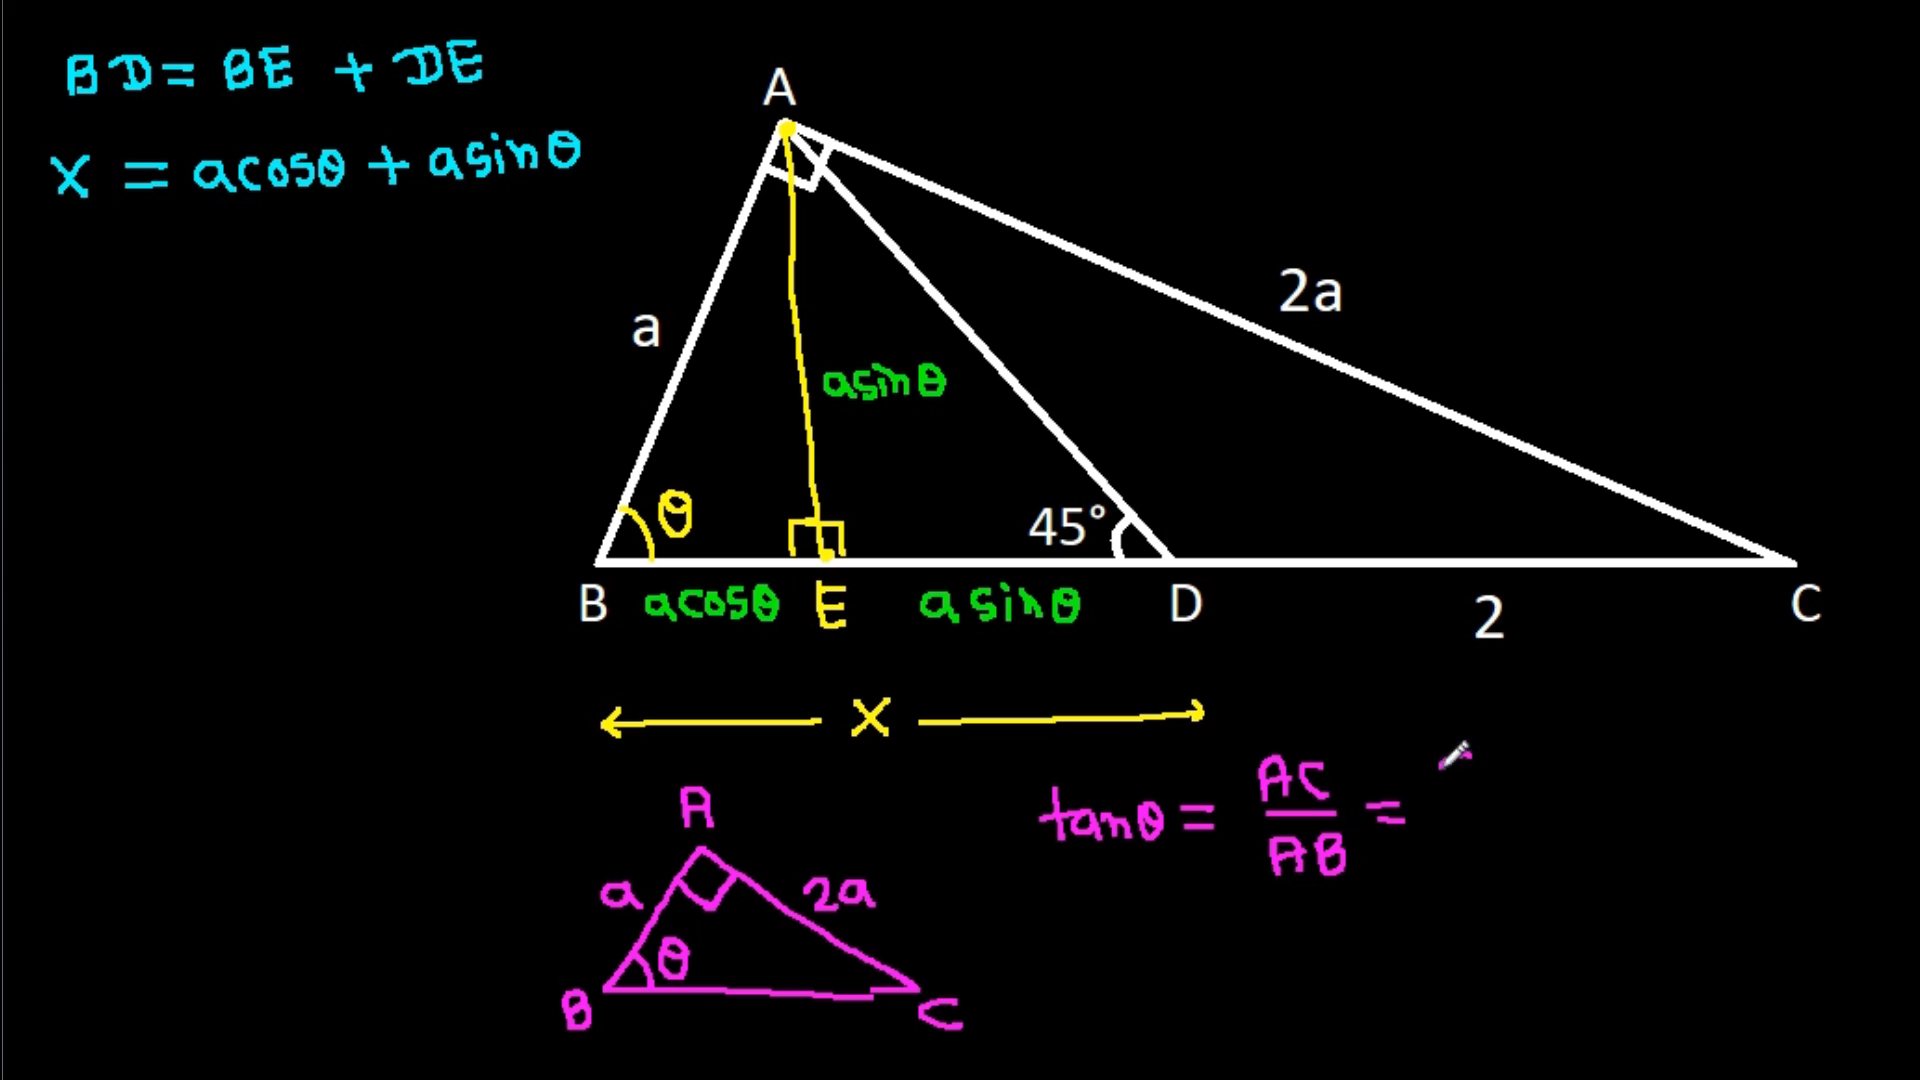 BD = BE + DE
x = acosθ + asinθ
A
a
2a
asinθ
θ
45°
B
acosθ
E
asinθ
D
2
C
x
A
a
2a
θ
B
C
tanθ = AC/AB =